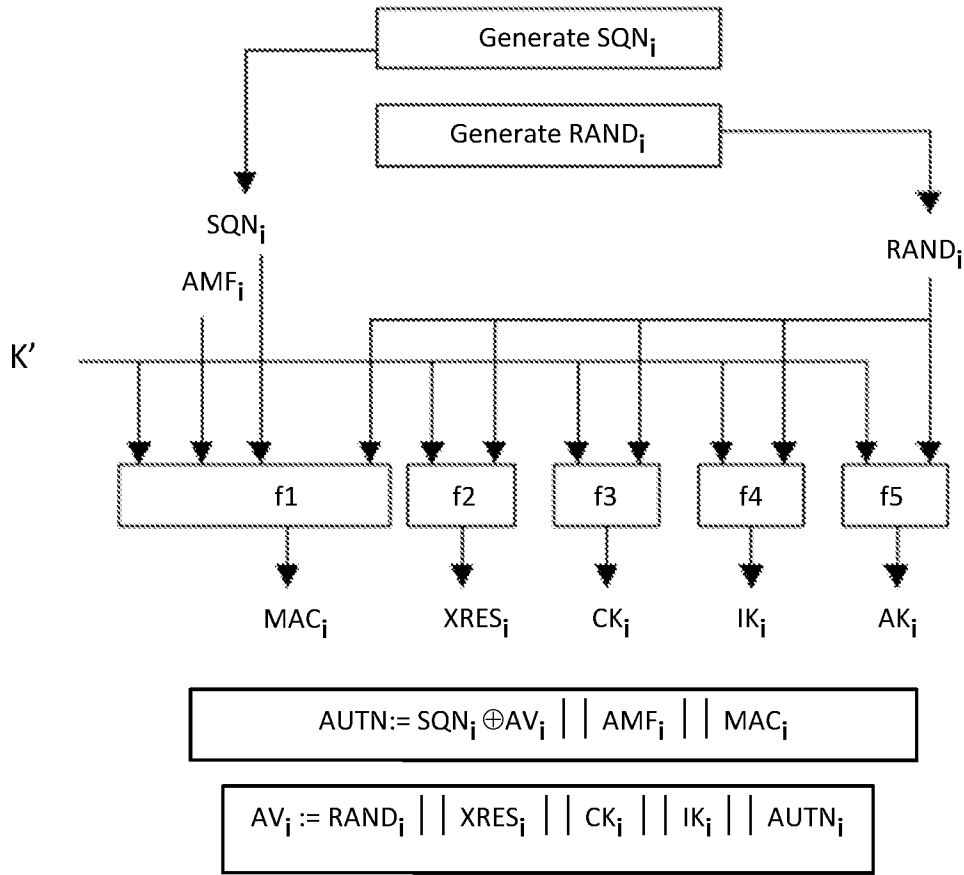 Generate SQNi
Generate RANDi
SQNi
RANDi
AMFi
K’
f1 f2 f3 f4 f5
MACi XRESi CKi IKi AKi
AUTN:= SQNi ⊕AVi || AMFi || MACi
AVi := RANDi || XRESi || CKi || IKi || AUTNi